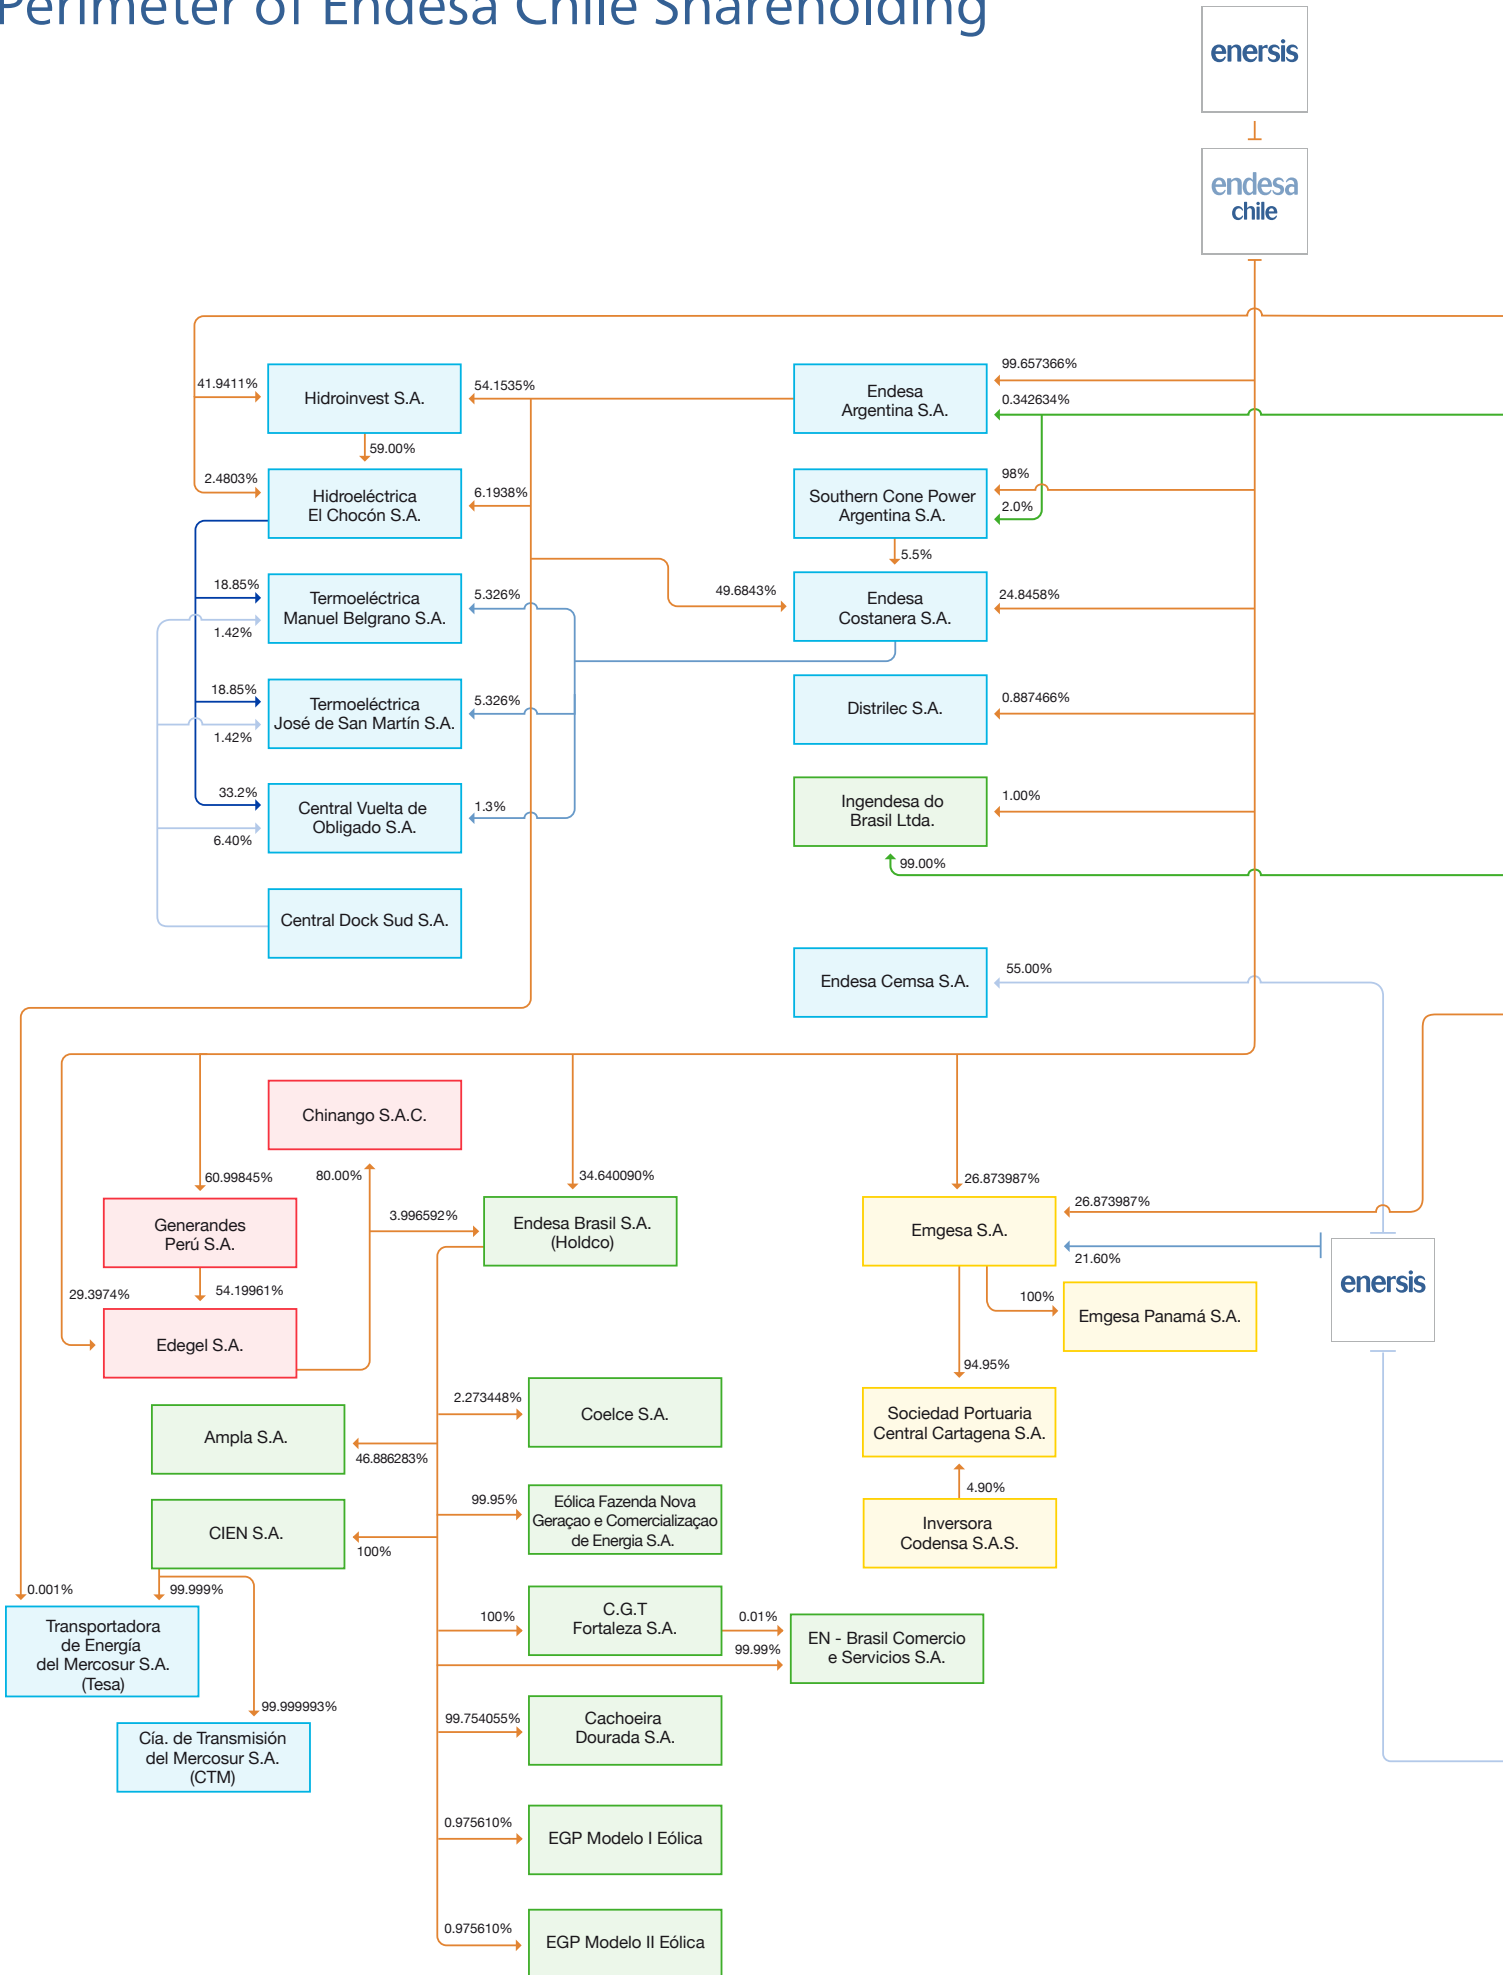 Perimeter of Endesa Chile Shareholding
enersis
endesa
chile
41.9411%
Hidroinvest S.A.
54.1535%
Endesa
Argentina S.A.
99.657366%
0.342634%
59.00%
2.4803%
Hidroeléctrica
El Chocón S.A.
6.1938%
Southern Cone Power
Argentina S.A.
98%
2.0%
5.5%
18.85%
1.42%
Termoeléctrica
Manuel Belgrano S.A.
5.326%
49.6843%
Endesa
Costanera S.A.
24.8458%
18.85%
1.42%
Termoeléctrica
José de San Martín S.A.
5.326%
Distrilec S.A.
0.887466%
33.2%
6.40%
Central Vuelta de
Obligado S.A.
1.3%
Ingendesa do
Brasil Ltda.
1.00%
99.00%
Central Dock Sud S.A.
Endesa Cemsa S.A.
55.00%
Chinango S.A.C.
60.99845%
80.00%
34.640090%
26.873987%
Generandes
Perú S.A.
3.996592%
Endesa Brasil S.A.
(Holdco)
Emgesa S.A.
26.873987%
21.60%
enersis
29.3974%
54.19961%
100%
Emgesa Panamá S.A.
Edegel S.A.
94.95%
2.273448%
Coelce S.A.
Sociedad Portuaria
Central Cartagena S.A.
Ampla S.A.
46.886283%
4.90%
99.95%
Eólica Fazenda Nova
Geraçao e Comercializaçao
de Energia S.A.
Inversora
Codensa S.A.S.
CIEN S.A.
100%
0.001%
99.999%
Transportadora
de Energía
del Mercosur S.A.
(Tesa)
100%
C.G.T
Fortaleza S.A.
0.01%
99.99%
EN - Brasil Comercio
e Servicios S.A.
99.999993%
Cía. de Transmisión
del Mercosur S.A.
(CTM)
99.754055%
Cachoeira
Dourada S.A.
0.975610%
EGP Modelo I Eólica
0.975610%
EGP Modelo II Eólica